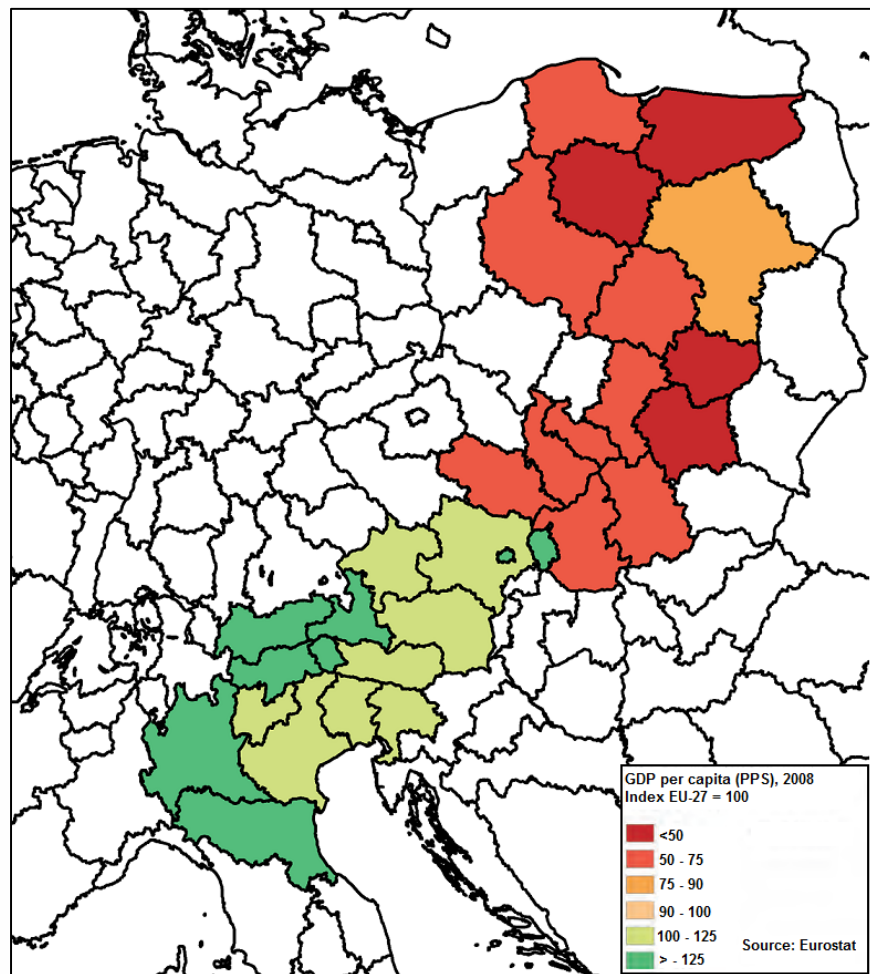 GDP per capita (PPS), 2008
Index EU-27 = 100
<50
50 - 75
75 - 90
90 - 100
100 - 125
> - 125
Source: Eurostat